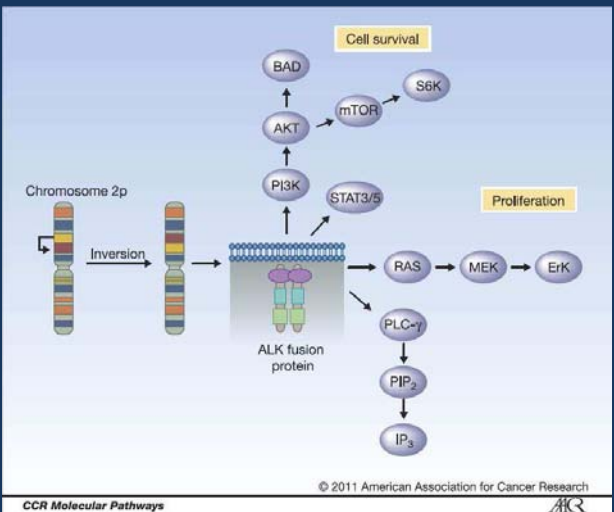 Cell survival
BAD
S6K
mTOR
AKT
PI3K
STAT3/5
Chromosome 2p
Proliferation
Inversion
RAS
MEK
ErK
ALK fusion
protein
PLC-γ
PIP₂
IP₃
© 2011 American Association for Cancer Research
CCR Molecular Pathways
AACR